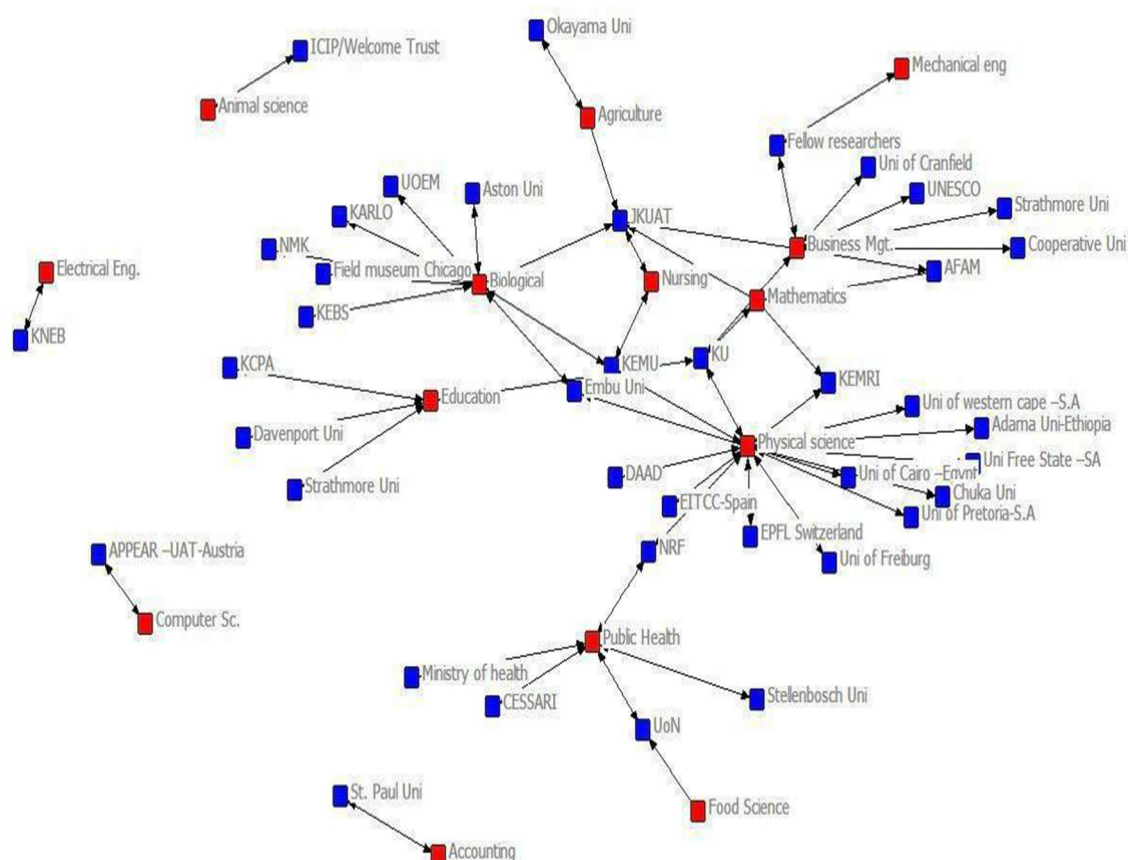 Okayama Uni
ICIP/Welcome Trust
Mechanical eng
Animal science
Agriculture
Fellow researchers
Uni of Cranfield
UOEM
Aston Uni
UNESCO
KARLO
Strathmore Uni
JKUAT
NMK
Business Mgt.
Cooperative Uni
Electrical Eng.
Field museum Chicago
Biological
Nursing
AFAM
Mathematics
KEBS
KNEB
KCPA
KEMU
KU
KEMRI
Embu Uni
Education
Uni of western cape –S.A
Adama Uni-Ethiopia
Davenport Uni
Physical science
Uni Free State –SA
DAAD
Uni of Cairo –Egypt
Strathmore Uni
Chuka Uni
EITCC-Spain
Uni of Pretoria-S.A
EPFL Switzerland
APPEAR –UAT-Austria
NRF
Uni of Freiburg
Computer Sc.
Public Health
Ministry of health
CESSARI
Stellenbosch Uni
UoN
St. Paul Uni
Food Science
Accounting